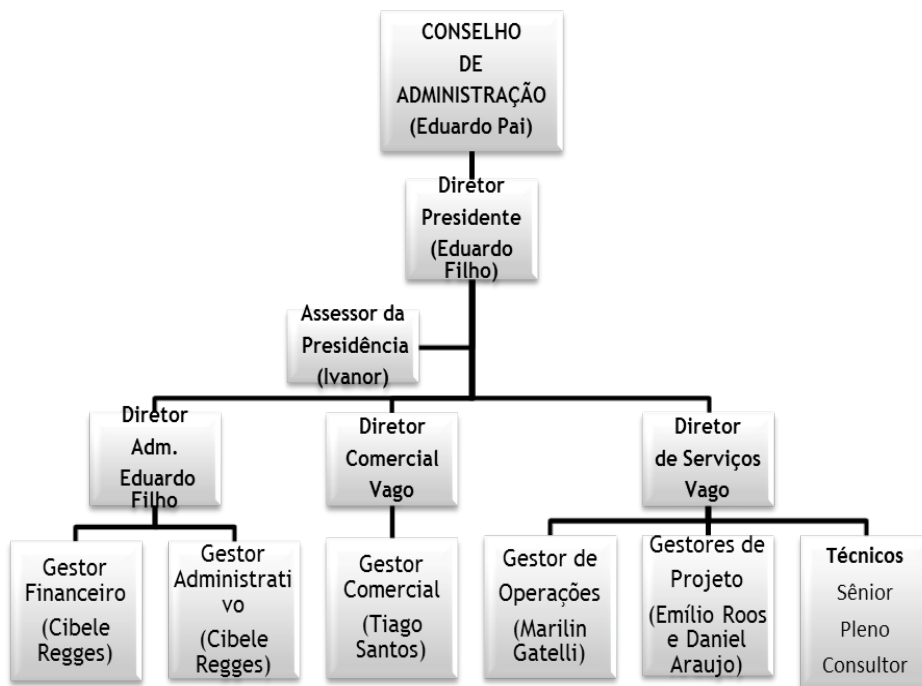 CONSELHO
DE
ADMINISTRAÇÃO
(Eduardo Pai)
Diretor
Presidente
(Eduardo
Filho)
Assessor da
Presidência
(Ivanor)
Diretor
Adm.
Eduardo
Filho
Diretor
Comercial
Vago
Diretor
de Serviços
Vago
Gestor
Financeiro
(Cibele
Regges)
Gestor
Administrati
vo
(Cibele
Regges)
Gestor
Comercial
(Tiago
Santos)
Gestor de
Operações
(Marilin
Gatelli)
Gestores de
Projeto
(Emílio Roos
e Daniel
Araujo)
Técnicos
Sênior
Pleno
Consultor